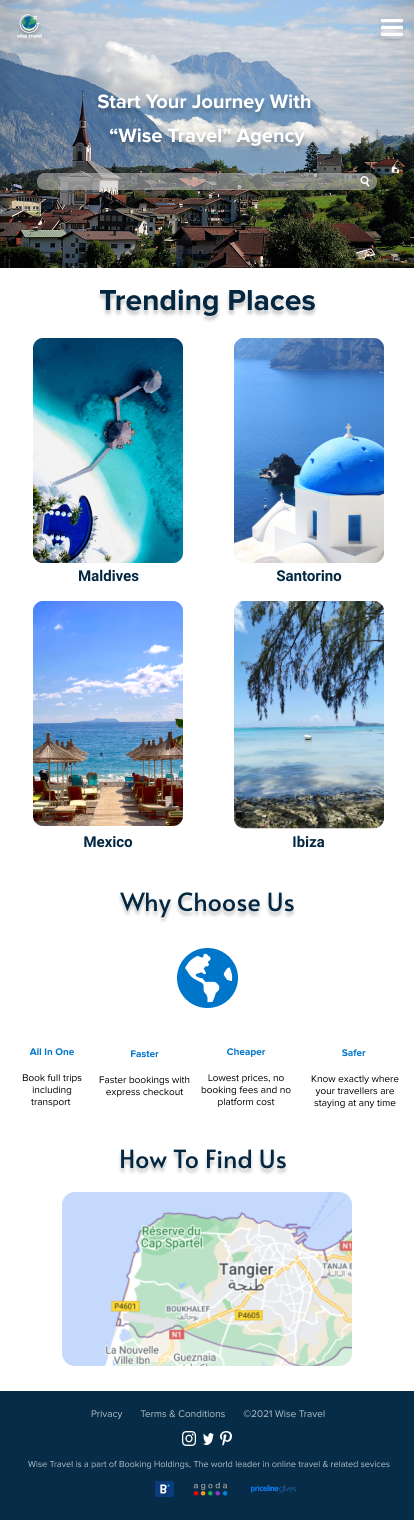 wise travel
Start Your Journey With
“Wise Travel” Agency
Trending Places
Maldives
Santorino
Mexico
Ibiza
Why Choose Us
All In One
Book full trips
including
transport
Faster
Faster bookings with
express checkout
Cheaper
Lowest prices, no
booking fees and no
platform cost
Safer
Know exactly where
your travellers are
staying at any time
How To Find Us
Réserve du
Cap Spartel
Tangier
طنجة
N1
TANJA B
P4601
BOUKHALEF
بوخالف
P4605
N1
La Nouvelle
Ville Ibn
Gueznaia
Privacy Terms & Conditions ©2021 Wise Travel
Wise Travel is a part of Booking Holdings, The world leader in online travel & related sevices
B.
agoda
pricelinegives